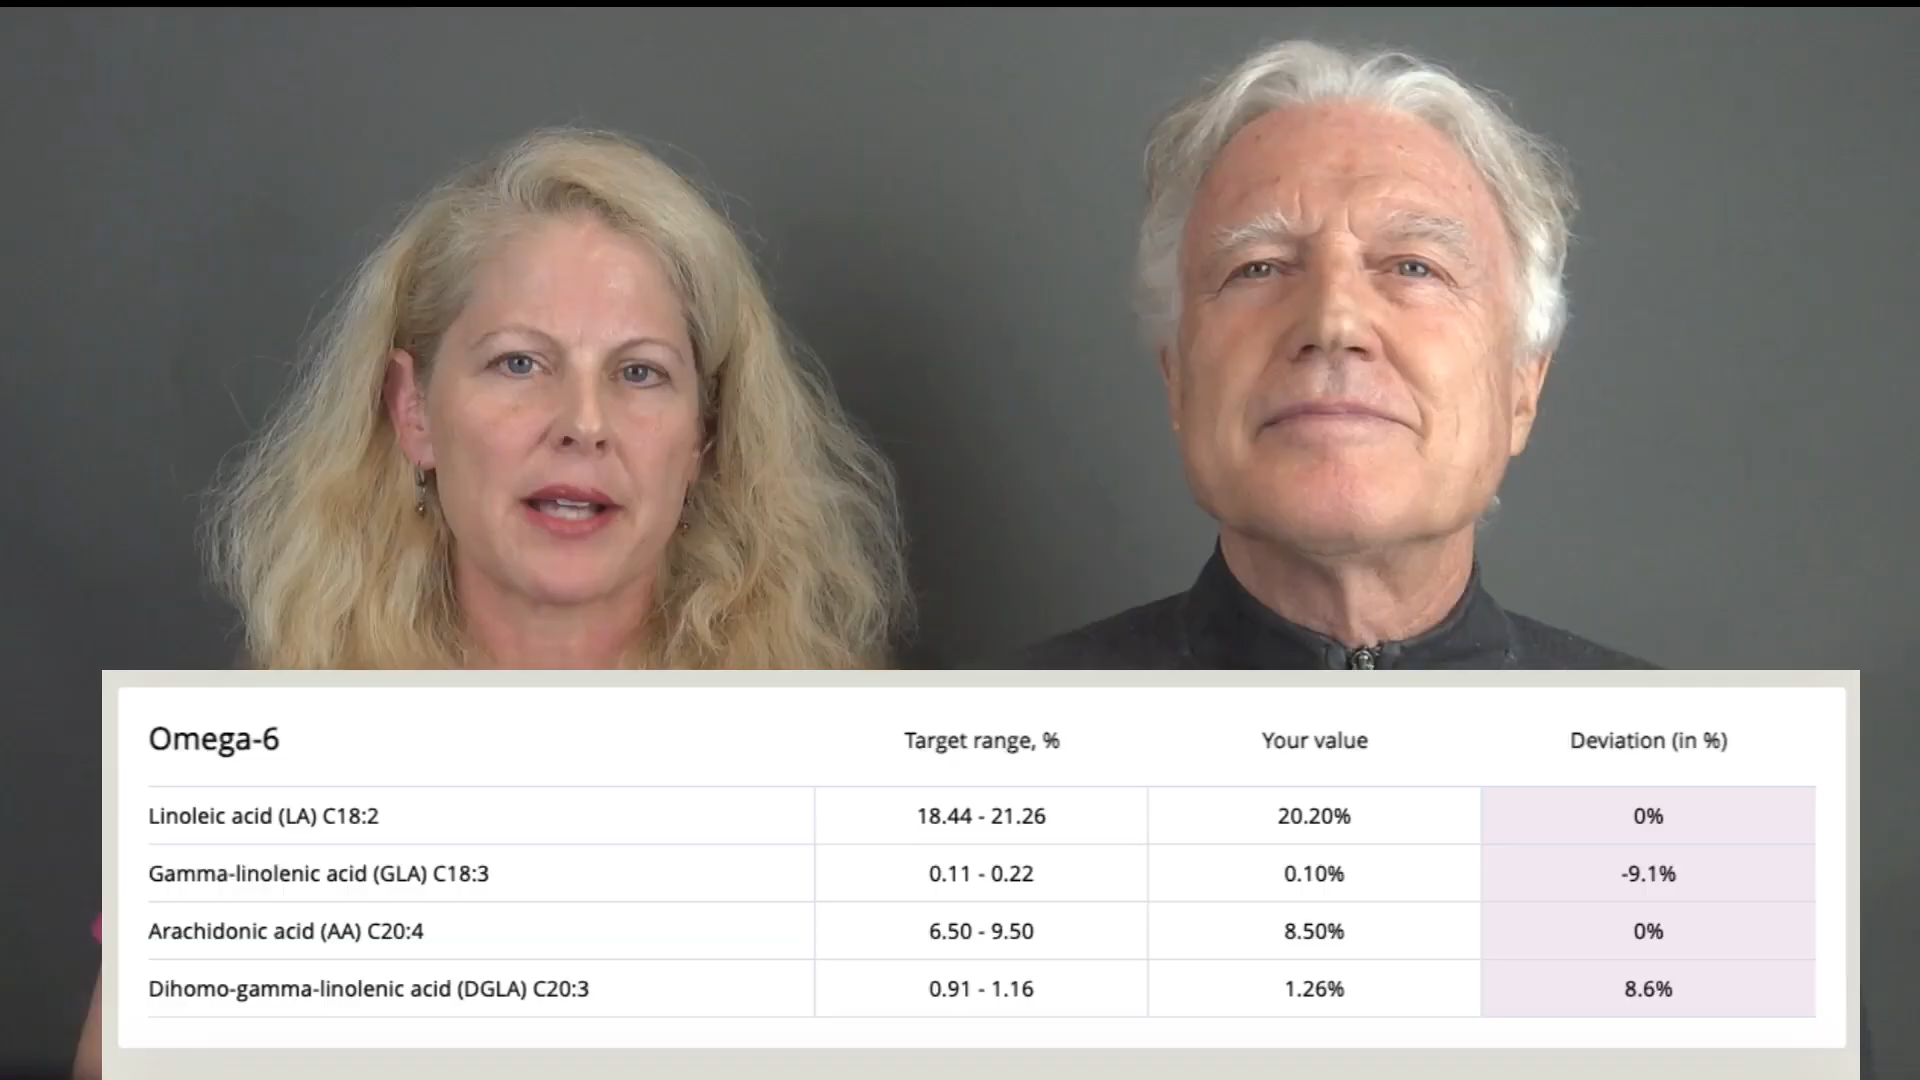 Omega-6 Target range, % Your value Deviation (in %)
Linoleic acid (LA) C18:2 18.44 - 21.26 20.20% 0%
Gamma-linolenic acid (GLA) C18:3 0.11 - 0.22 0.10% -9.1%
Arachidonic acid (AA) C20:4 6.50 - 9.50 8.50% 0%
Dihomo-gamma-linolenic acid (DGLA) C20:3 0.91 - 1.16 1.26% 8.6%